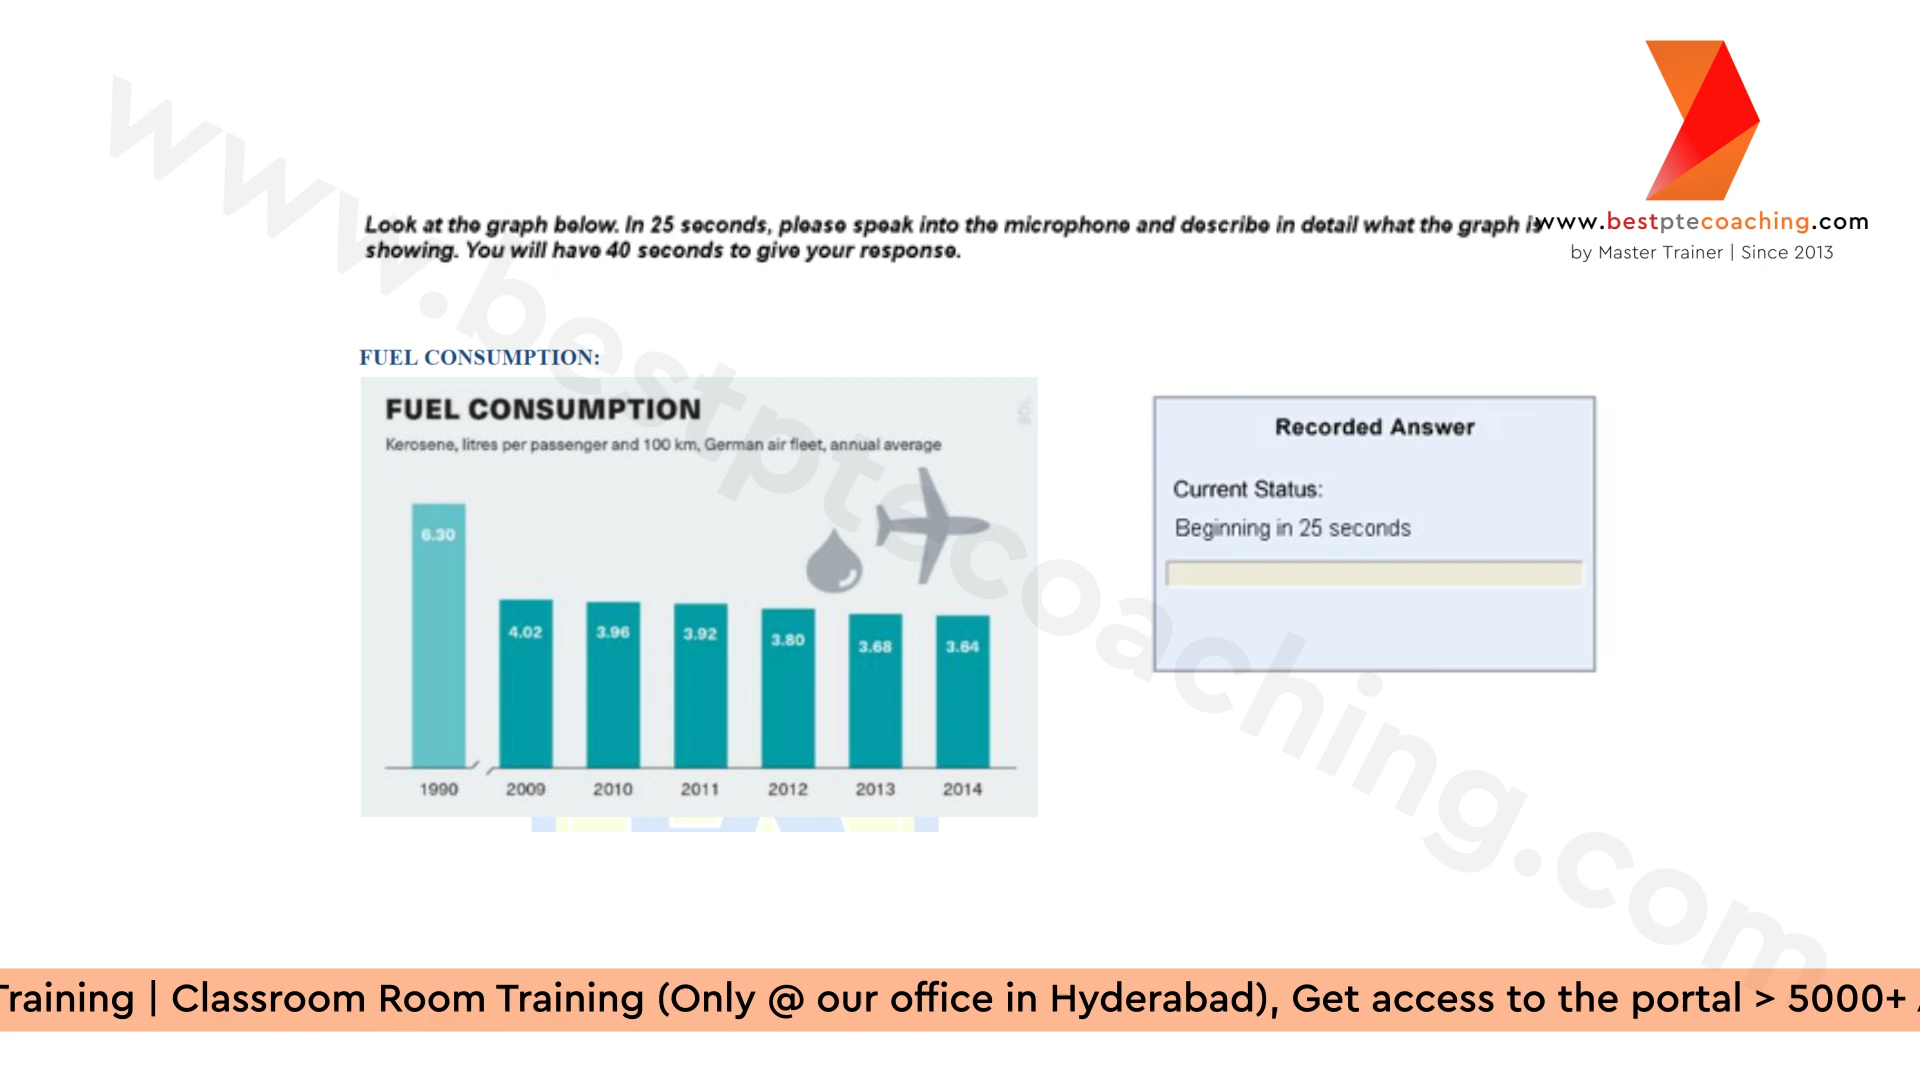 www.bestptecoaching.com
Look at the graph below. In 25 seconds, please speak into the microphone and describe in detail what the graph is
showing. You will have 40 seconds to give your response.
www.bestptecoaching.com
by Master Trainer | Since 2013
FUEL CONSUMPTION:
FUEL CONSUMPTION
Kerosene, litres per passenger and 100 km, German air fleet, annual average
6.30
4.02
3.96
3.92
3.80
3.68
3.64
1990 2009 2010 2011 2012 2013 2014
Recorded Answer
Current Status:
Beginning in 25 seconds
Training | Classroom Room Training (Only @ our office in Hyderabad), Get access to the portal > 5000+